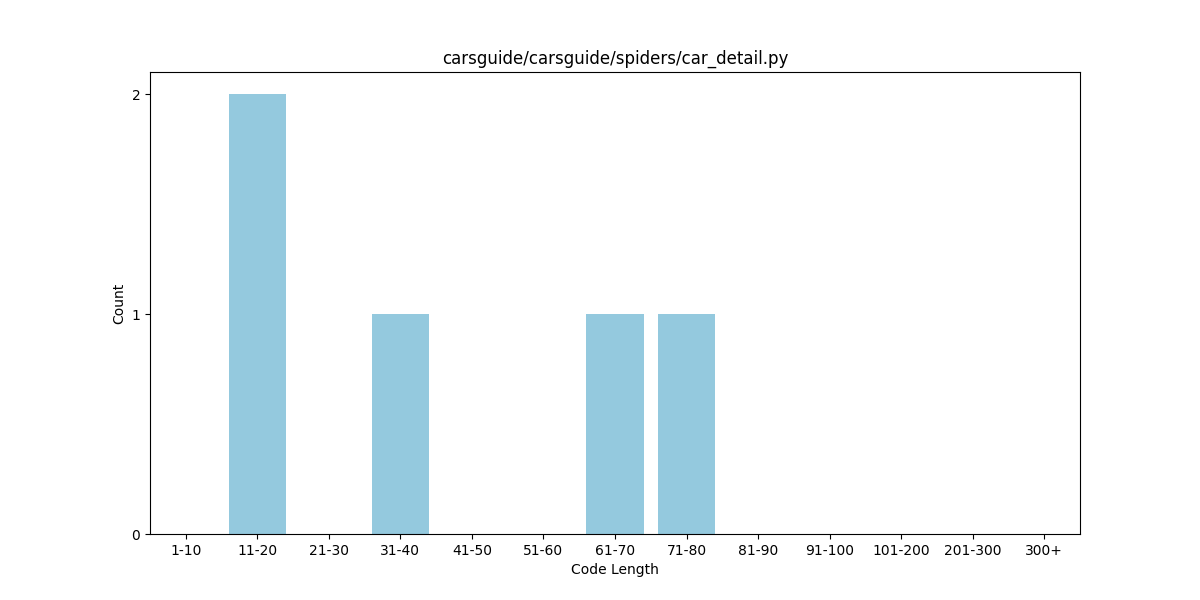 carsguide/carsguide/spiders/car_detail.py
2
1
0
Count
1-10 11-20 21-30 31-40 41-50 51-60 61-70 71-80 81-90 91-100 101-200 201-300 300+
Code Length